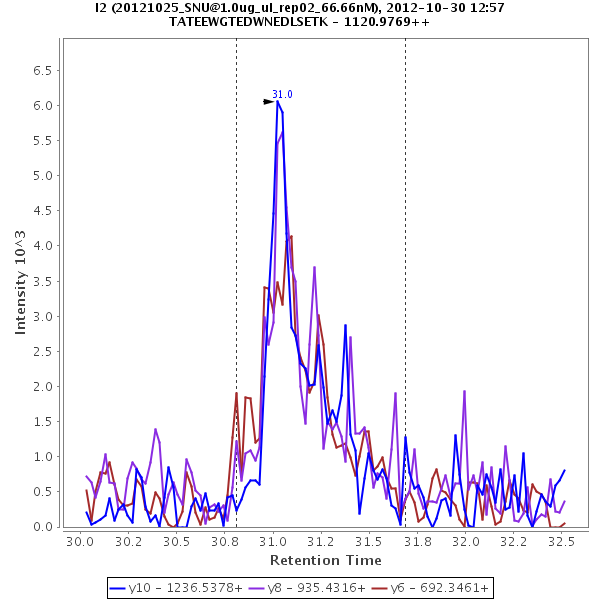 I2 (20121025_SNU@1.0ug_ul_rep02_66.66nM), 2012-10-30 12:57
TATEEWGTEDWNEDLSETK - 1120.9769++
31.0
Intensity 10^3
6.5
6.0
5.5
5.0
4.5
4.0
3.5
3.0
2.5
2.0
1.5
1.0
0.5
0.0
30.0 30.2 30.5 30.8 31.0 31.2 31.5 31.8 32.0 32.2 32.5
Retention Time
y10 - 1236.5378+ y8 - 935.4316+ y6 - 692.3461+